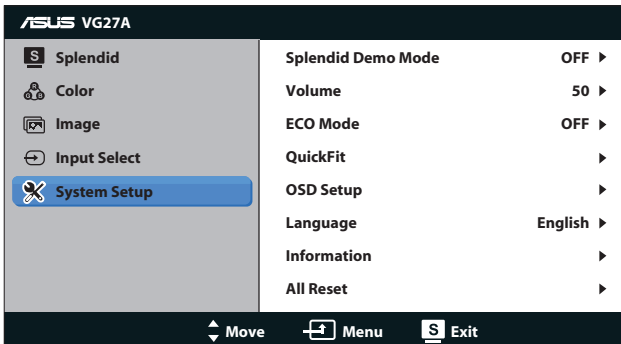 ASUS VG27A
S Splendid
Color
Image
Input Select
System Setup
Splendid Demo Mode OFF
Volume 50
ECO Mode OFF
QuickFit
OSD Setup
Language English
Information
All Reset
Move Menu S Exit